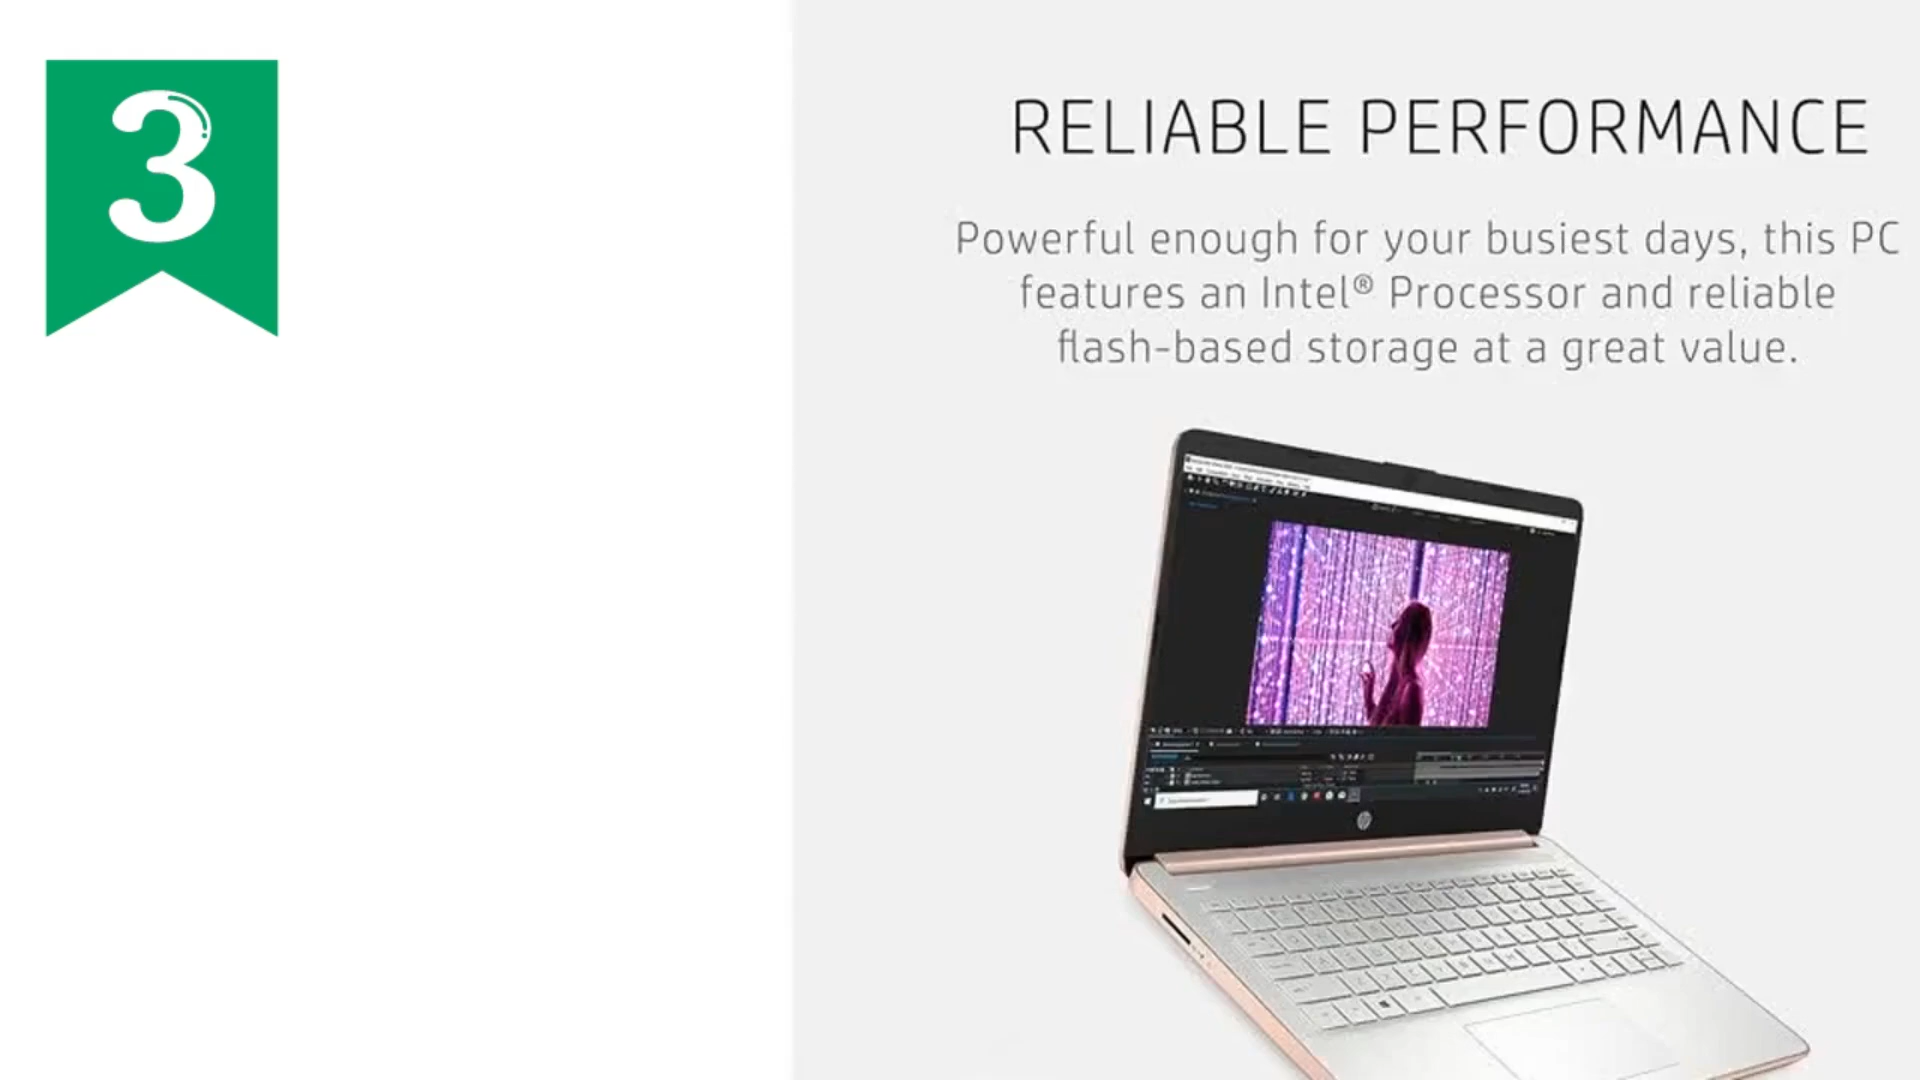 3
RELIABLE PERFORMANCE
Powerful enough for your busiest days, this PC
features an Intel® Processor and reliable
flash-based storage at a great value.
hp